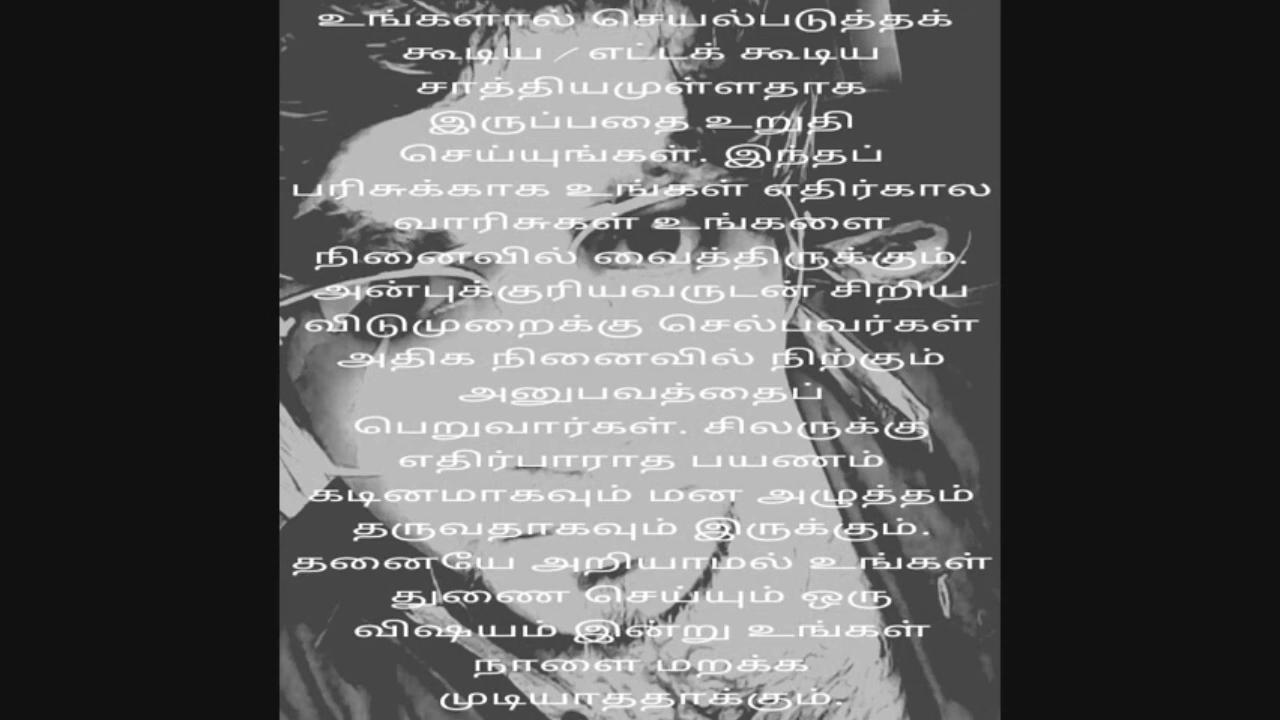 உங்களால் செயல்படுத்தக்
கூடிய / எட்டக் கூடிய
சாத்தியமுள்ளதாக
இருப்பதை உறுதி
செய்யுங்கள். இந்தப்
பரிசுக்காக உங்கள் எதிர்கால
வாரிசுகள் உங்களை
நினைவில் வைத்திருக்கும்.
அன்புக்குரியவருடன் சிறிய
விடுமுறைக்கு செல்பவர்கள்
அதிக நினைவில் நிற்கும்
அனுபவத்தைப்
பெறுவார்கள். சிலருக்கு
எதிர்பாராத பயணம்
கடினமாகவும் மன அழுத்தம்
தருவதாகவும் இருக்கும்.
தனையே அறியாமல் உங்கள்
துணை செய்யும் ஒரு
விஷயம் இன்று உங்கள்
நாளை மறக்க
முடியாததாக்கும்.